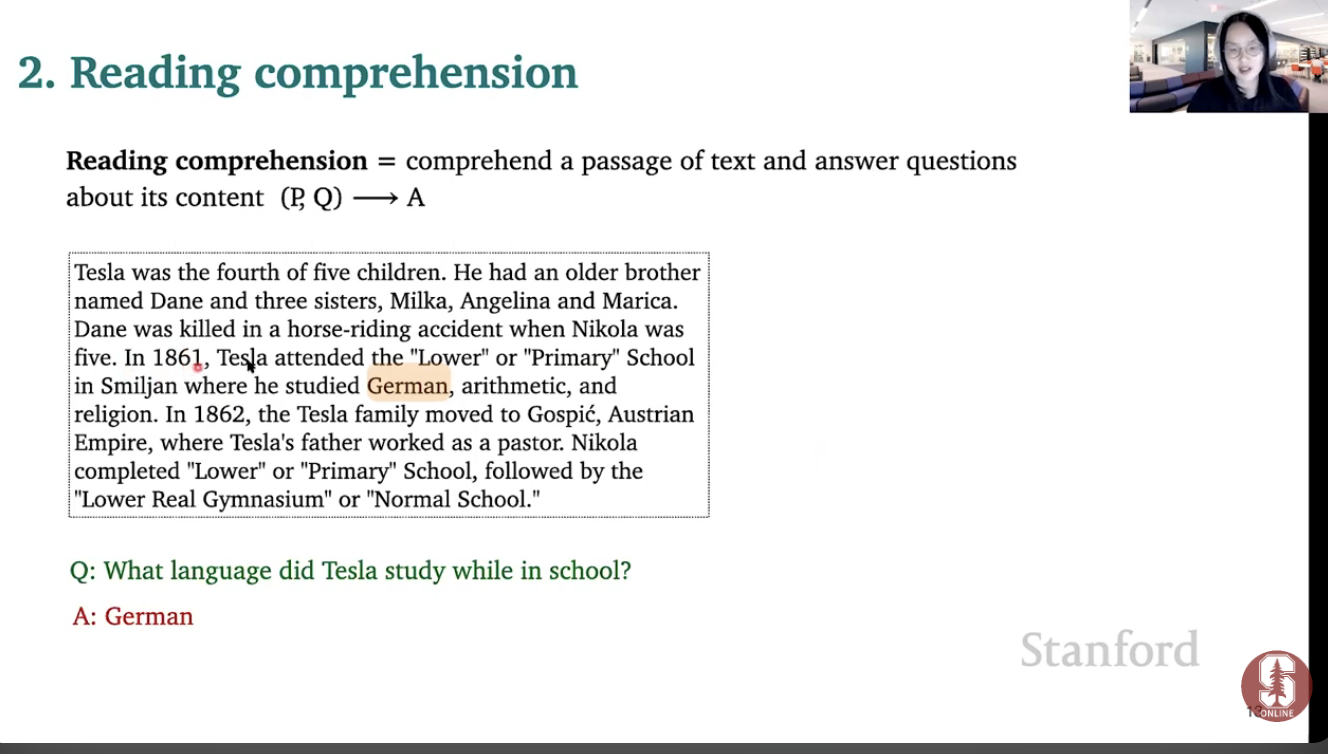 2. Reading comprehension
Reading comprehension = comprehend a passage of text and answer questions
about its content (P, Q) ⟶ A
Tesla was the fourth of five children. He had an older brother
named Dane and three sisters, Milka, Angelina and Marica.
Dane was killed in a horse-riding accident when Nikola was
five. In 1861, Tesla attended the "Lower" or "Primary" School
in Smiljan where he studied German, arithmetic, and
religion. In 1862, the Tesla family moved to Gospić, Austrian
Empire, where Tesla's father worked as a pastor. Nikola
completed "Lower" or "Primary" School, followed by the
"Lower Real Gymnasium" or "Normal School."
Q: What language did Tesla study while in school?
A: German
Stanford
S
ONLINE